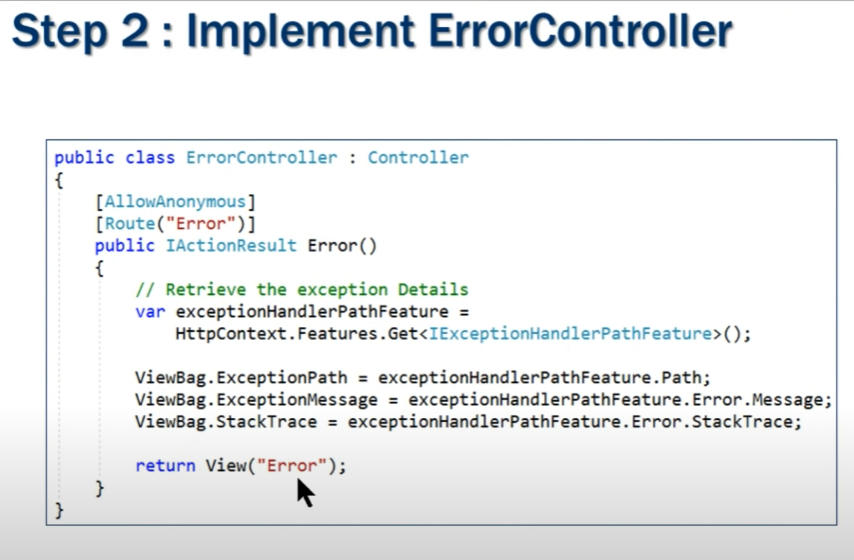 Step 2 : Implement ErrorController
public class ErrorController : Controller
{
[AllowAnonymous]
[Route("Error")]
public IActionResult Error()
{
// Retrieve the exception Details
var exceptionHandlerPathFeature =
HttpContext.Features.Get<IExceptionHandlerPathFeature>();
ViewBag.ExceptionPath = exceptionHandlerPathFeature.Path;
ViewBag.ExceptionMessage = exceptionHandlerPathFeature.Error.Message;
ViewBag.StackTrace = exceptionHandlerPathFeature.Error.StackTrace;
return View("Error");
}
}